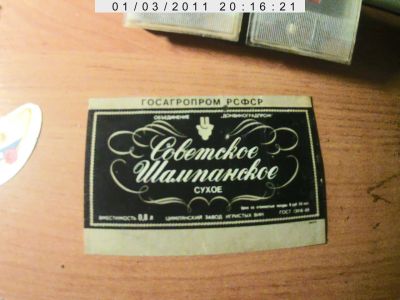 01/03/2011 20:16:21
ГОСАГРОПРОМ РСФСР
ОБЪЕДИНЕНИЕ „ДОНВИНОГРАДПРОМ"
Советское
Шампанское
СУХОЕ
ВМЕСТИМОСТЬ 0,8 л
ЦИМЛЯНСКИЙ ЗАВОД ИГРИСТЫХ ВИН
ГОСТ